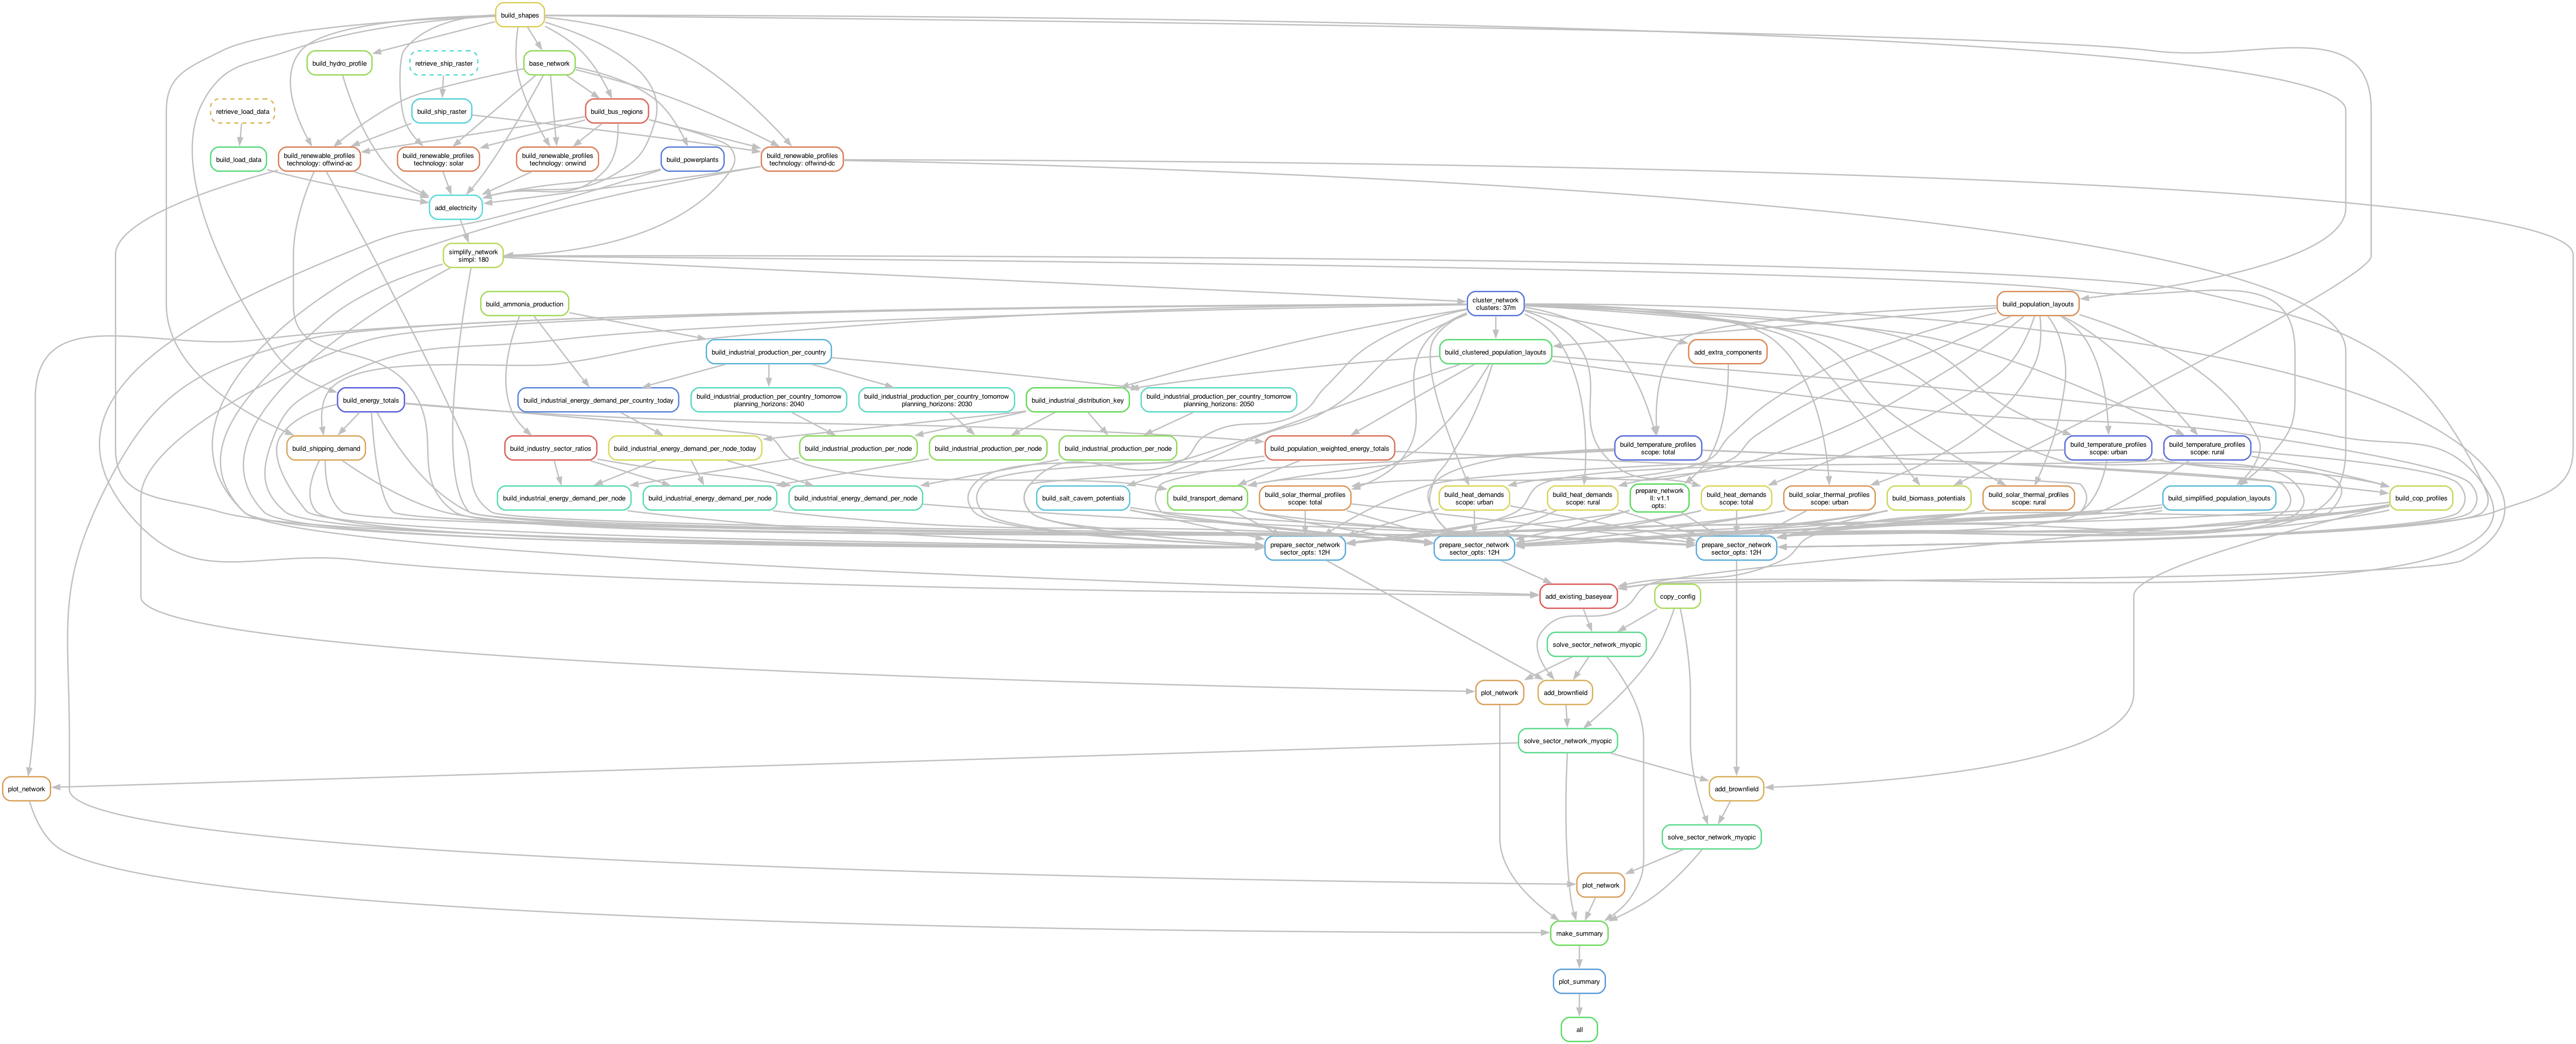 build_shapes
build_hydro_profile
retrieve_ship_raster
base_network
retrieve_load_data
build_ship_raster
build_bus_regions
build_load_data
build_renewable_profiles
technology: offwind-ac
build_renewable_profiles
technology: solar
build_renewable_profiles
technology: onwind
build_powerplants
build_renewable_profiles
technology: offwind-dc
add_electricity
simplify_network
simpl: 180
build_ammonia_production
cluster_network
clusters: 37m
build_population_layouts
build_industrial_production_per_country
build_clustered_population_layouts
add_extra_components
build_energy_totals
build_industrial_energy_demand_per_country_today
build_industrial_production_per_country_tomorrow
planning_horizons: 2040
build_industrial_production_per_country_tomorrow
planning_horizons: 2030
build_industrial_distribution_key
build_industrial_production_per_country_tomorrow
planning_horizons: 2050
build_shipping_demand
build_industry_sector_ratios
build_industrial_energy_demand_per_node_today
build_industrial_production_per_node
build_industrial_production_per_node
build_industrial_production_per_node
build_population_weighted_energy_totals
build_temperature_profiles
scope: total
build_temperature_profiles
scope: urban
build_temperature_profiles
scope: rural
build_industrial_energy_demand_per_node
build_industrial_energy_demand_per_node
build_industrial_energy_demand_per_node
build_salt_cavern_potentials
build_transport_demand
build_solar_thermal_profiles
scope: total
build_heat_demands
scope: urban
build_heat_demands
scope: rural
prepare_network
ll: v1.1
opts:
build_heat_demands
scope: total
build_solar_thermal_profiles
scope: urban
build_biomass_potentials
build_solar_thermal_profiles
scope: rural
build_simplified_population_layouts
build_cop_profiles
prepare_sector_network
sector_opts: 12H
prepare_sector_network
sector_opts: 12H
prepare_sector_network
sector_opts: 12H
add_existing_baseyear
copy_config
solve_sector_network_myopic
plot_network
add_brownfield
solve_sector_network_myopic
plot_network
add_brownfield
solve_sector_network_myopic
plot_network
make_summary
plot_summary
all